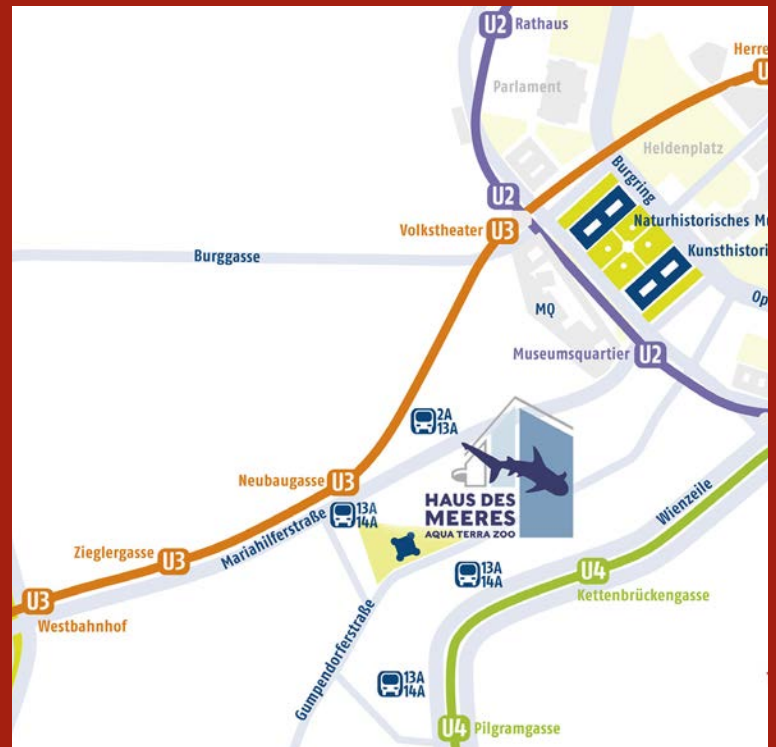 U2 Rathaus
Herre
U
Parlament
Heldenplatz
Burgring
U2
Naturhistorisches Mu
Volkstheater U3
Kunsthistori
Burggasse
Op
MQ
Museumsquartier U2
2A
13A
Neubaugasse U3
HAUS DES
MEERES
AQUA TERRA ZOO
13A
14A
Mariahilferstraße
Wienzeile
Zieglergasse U3
13A
14A
U4
Kettenbrückengasse
U3
Westbahnhof
Gumpendorferstraße
13A
14A
U4 Pilgramgasse